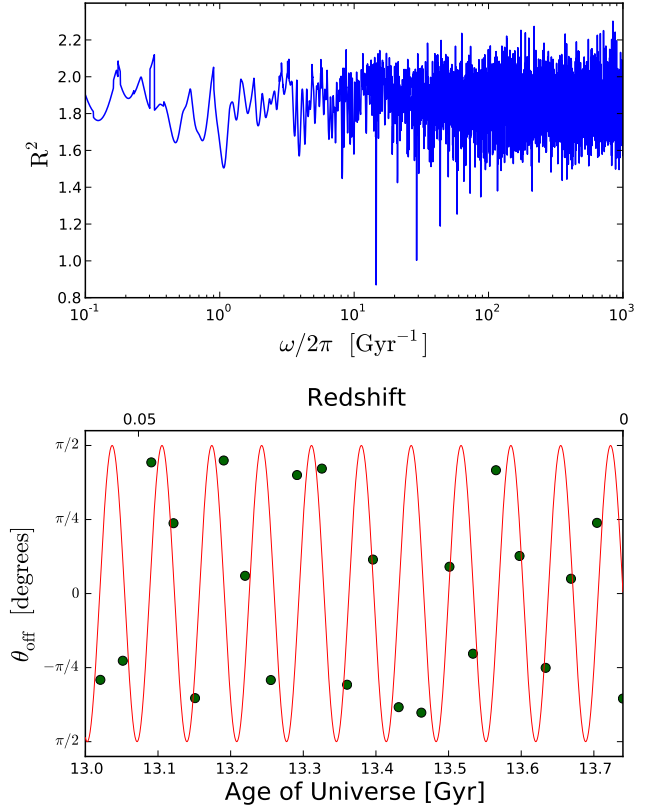 2.2
2.0
1.8
1.6
1.4
1.2
1.0
0.8
R²
10⁻¹ 10⁰ 10¹ 10² 10³
ω/2π [Gyr⁻¹]
Redshift
0.05 0
π/2
π/4
0
−π/4
π/2
θ_off [degrees]
13.0 13.1 13.2 13.3 13.4 13.5 13.6 13.7
Age of Universe [Gyr]